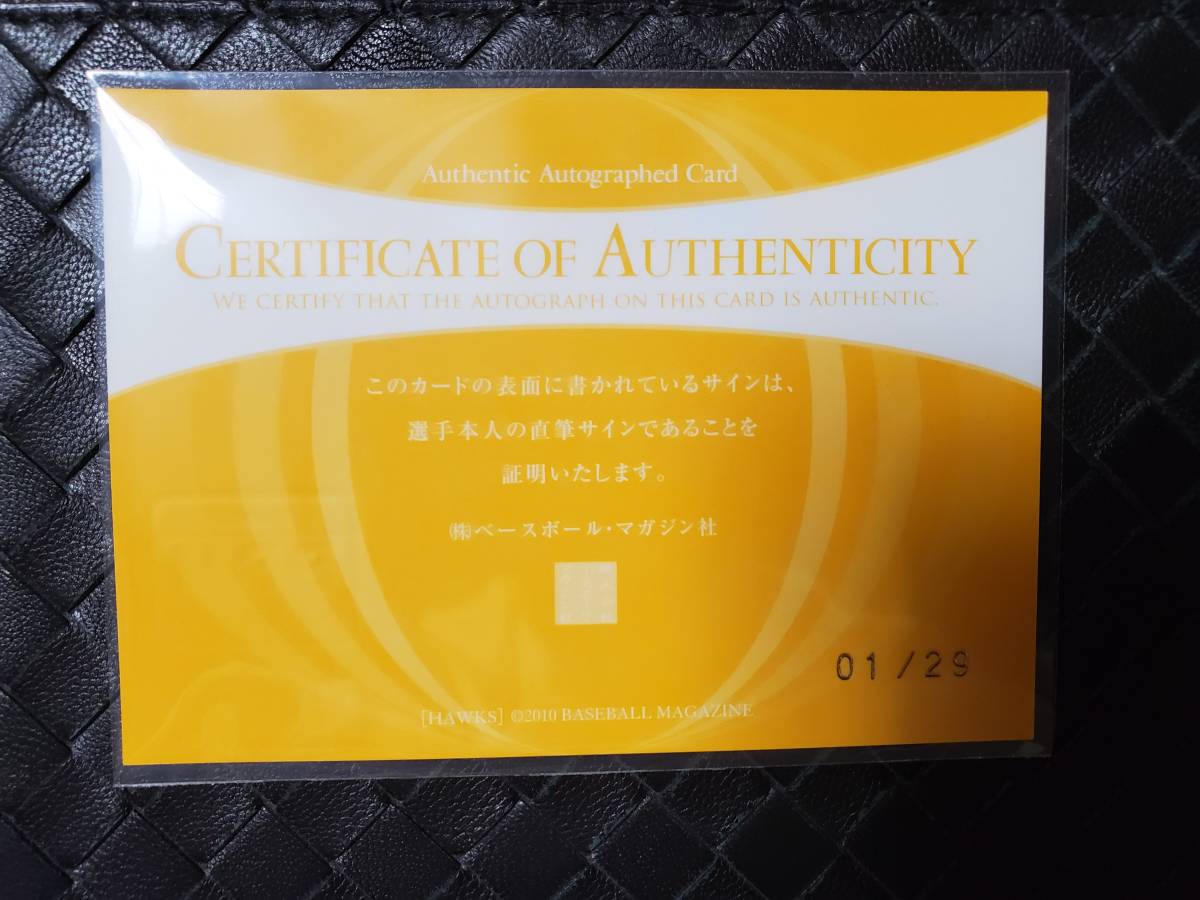 Authentic Autographed Card
CERTIFICATE OF AUTHENTICITY
WE CERTIFY THAT THE AUTOGRAPH ON THIS CARD IS AUTHENTIC.
このカードの表面に書かれているサインは、
選手本人の直筆サインであることを
証明いたします。
㈱ベースボール・マガジン社
01/29
[HAWKS] ©2010 BASEBALL MAGAZINE